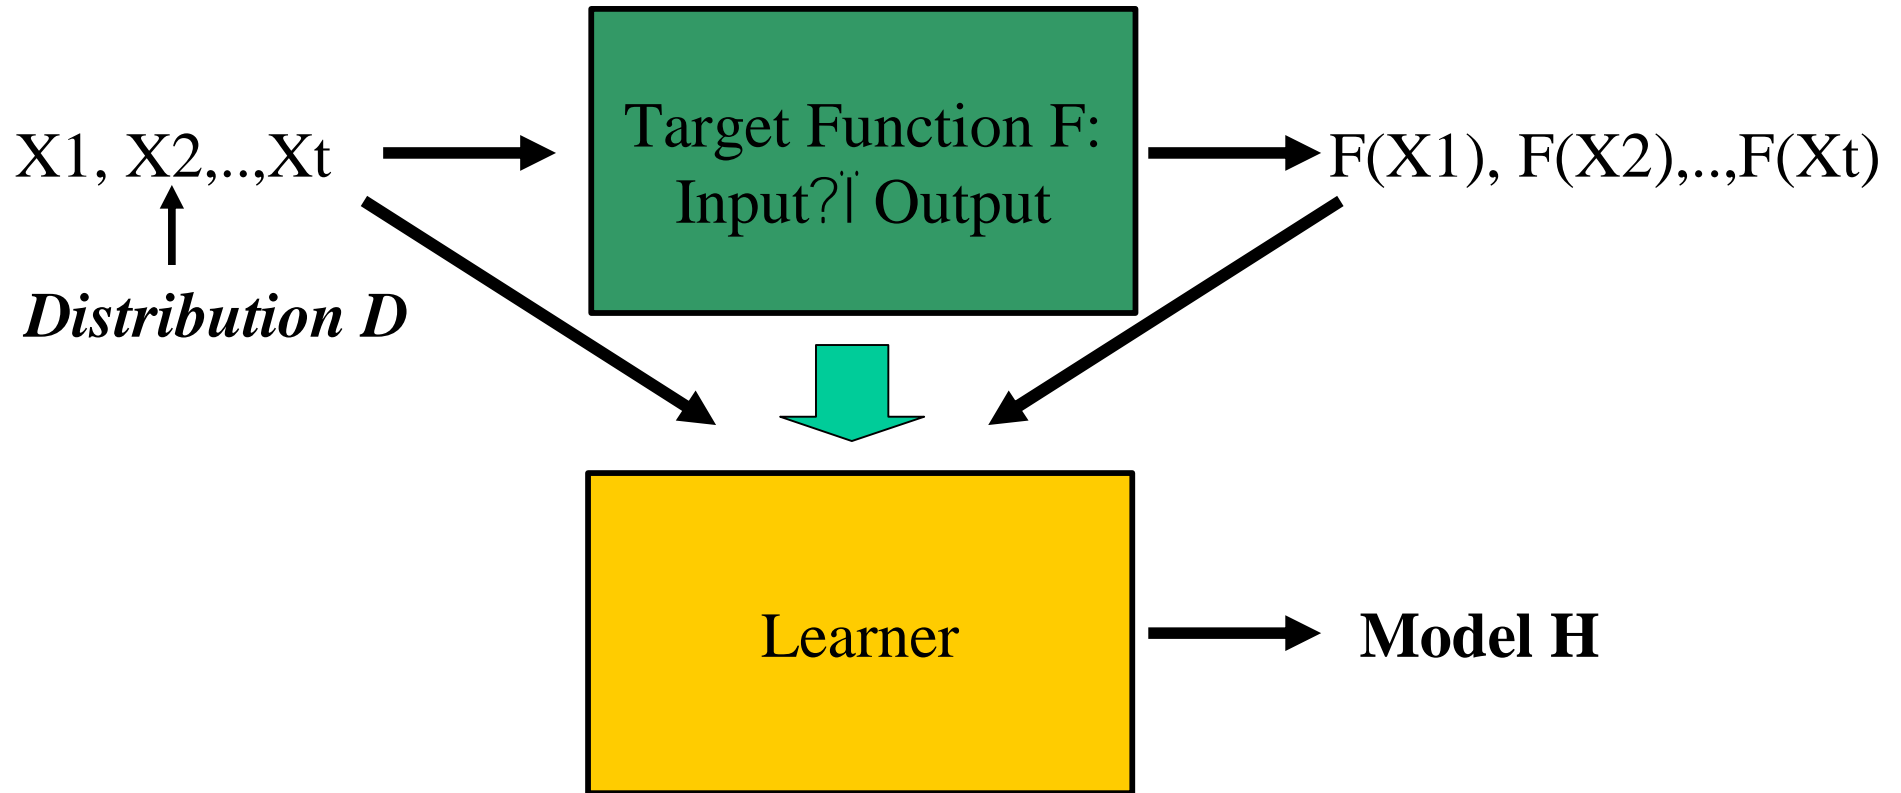 X1, X2,..,Xt
Target Function F:
Input?Ï Output
F(X1), F(X2),..,F(Xt)
Distribution D
Learner
Model H